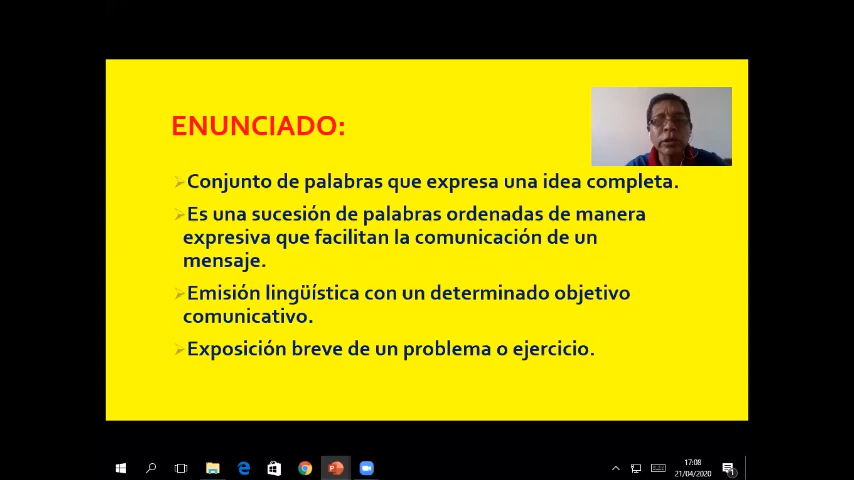 ENUNCIADO:
➢Conjunto de palabras que expresa una idea completa.
➢Es una sucesión de palabras ordenadas de manera
expresiva que facilitan la comunicación de un
mensaje.
➢Emisión lingüística con un determinado objetivo
comunicativo.
➢Exposición breve de un problema o ejercicio.
17:08
21/04/2020
1